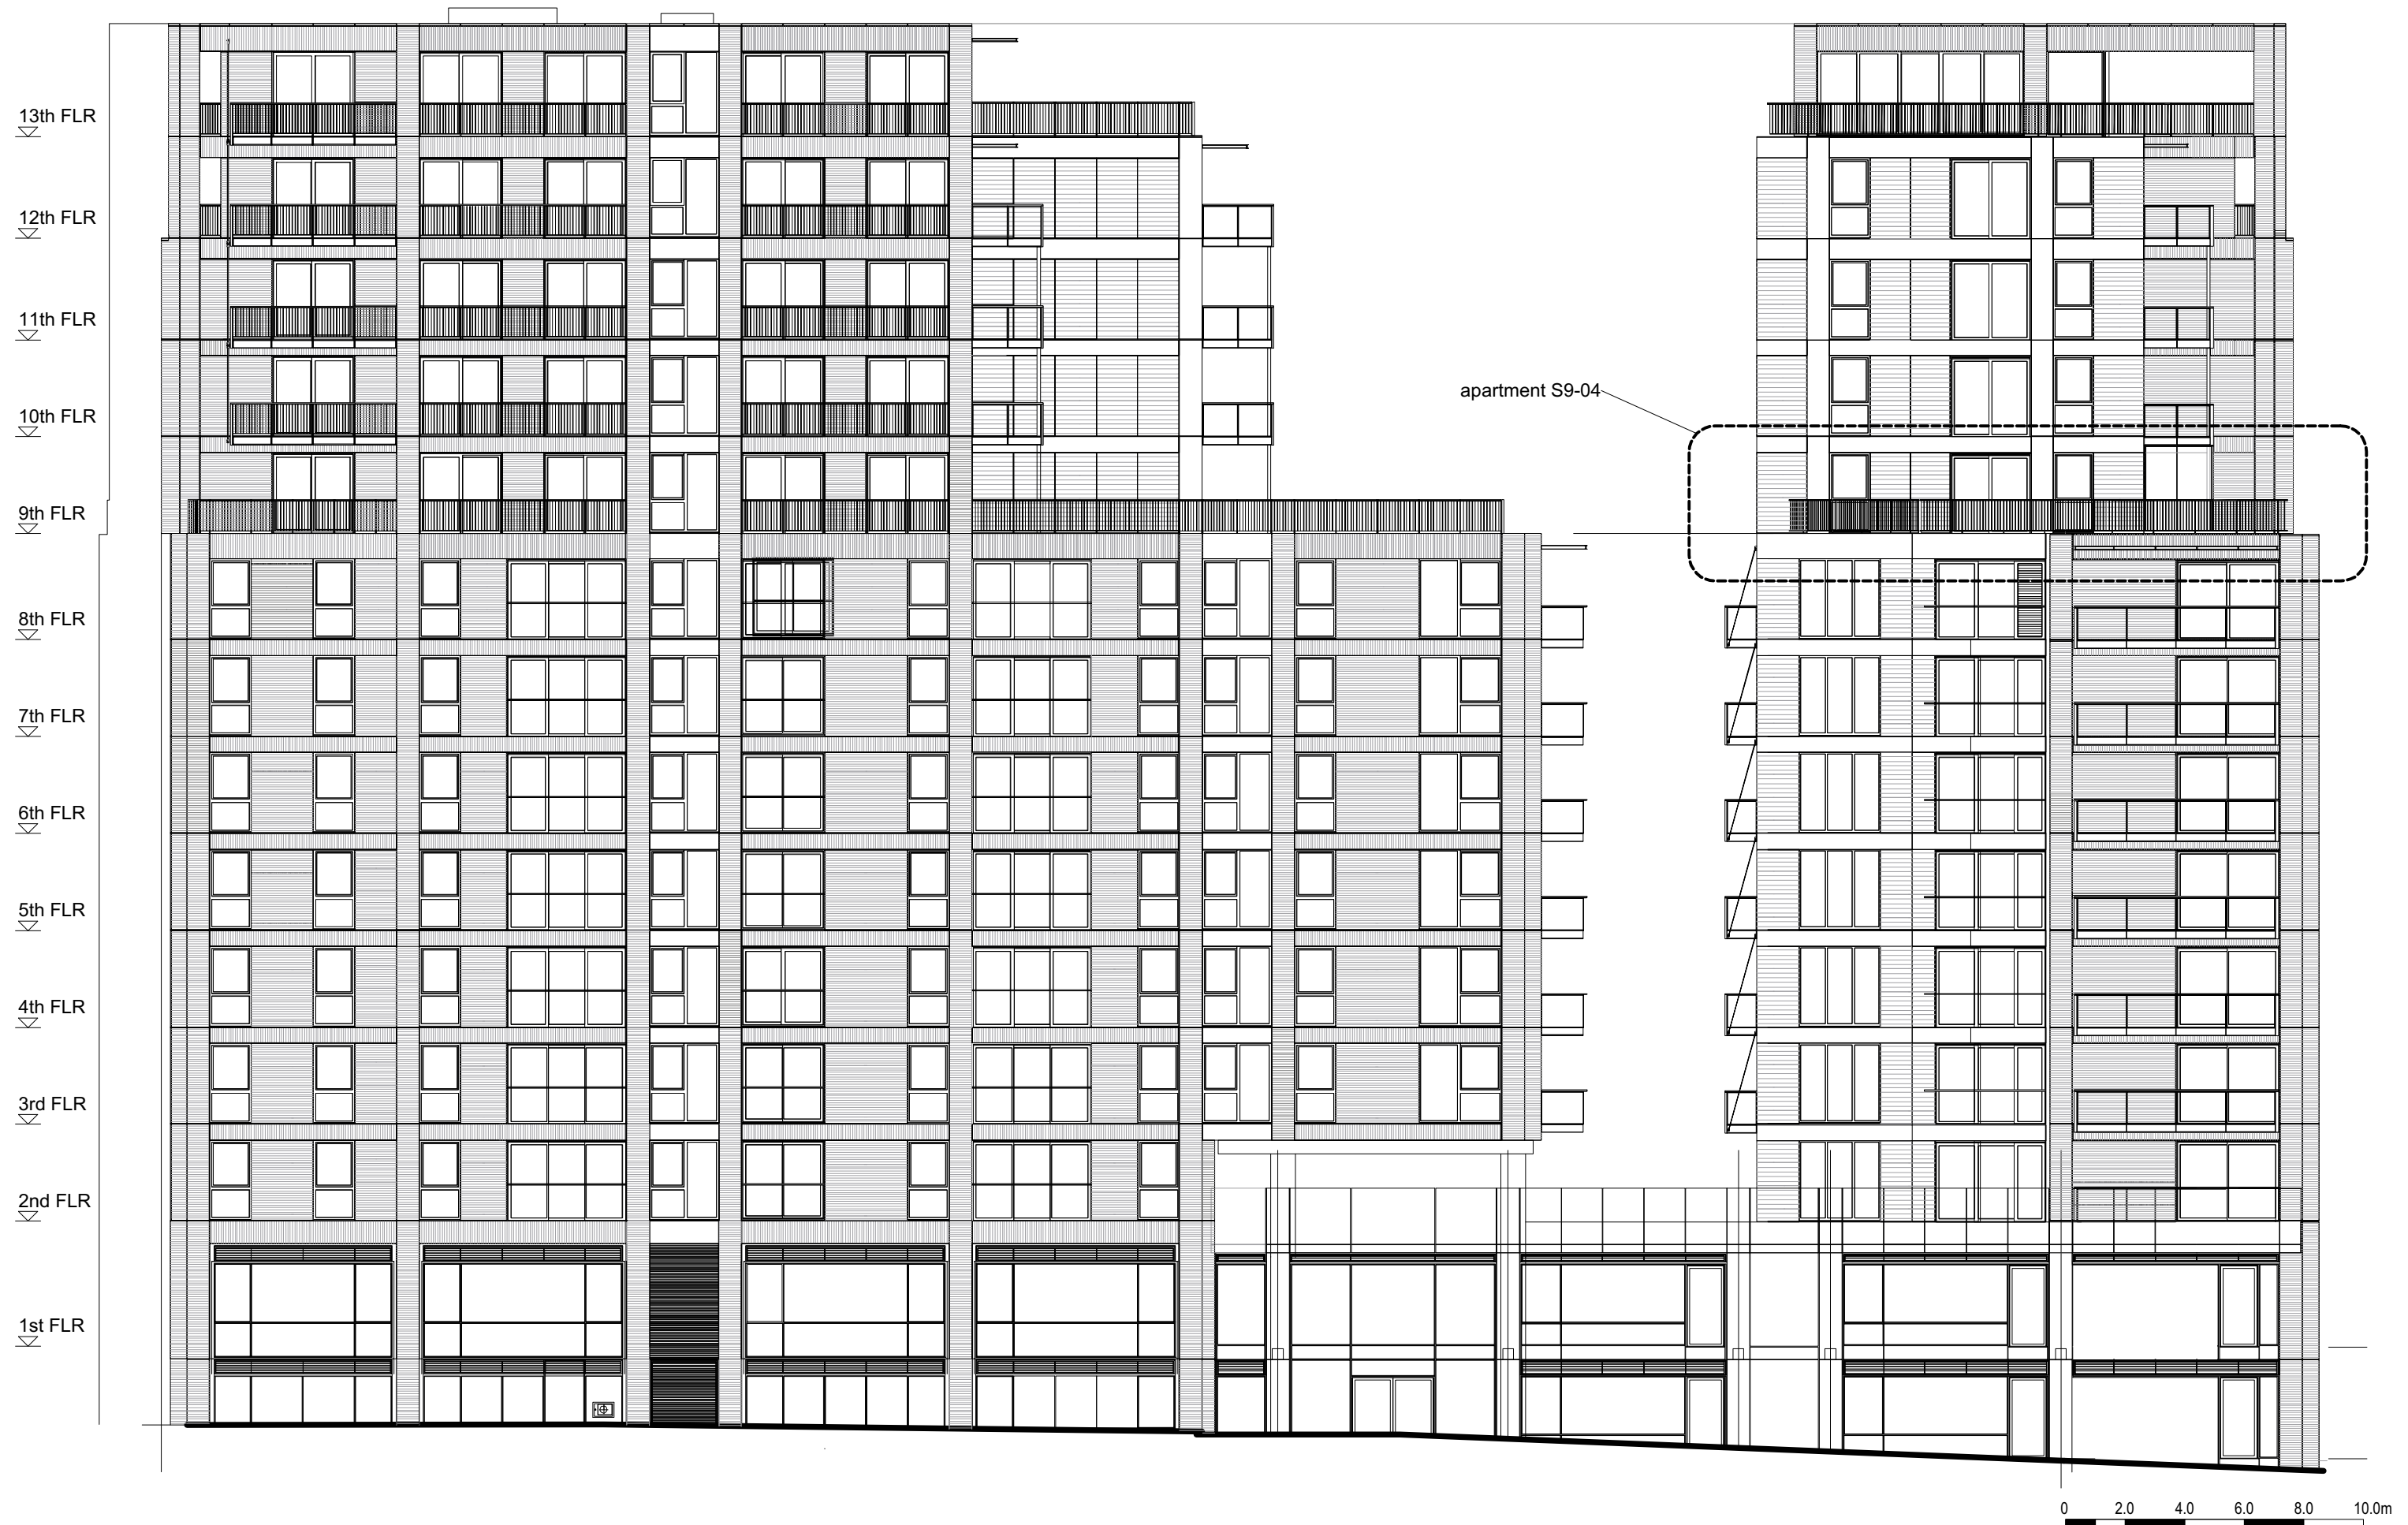 13th FLR
12th FLR
11th FLR
apartment S9-04
10th FLR
9th FLR
8th FLR
7th FLR
6th FLR
5th FLR
4th FLR
3rd FLR
2nd FLR
1st FLR
0 2.0 4.0 6.0 8.0 10.0m